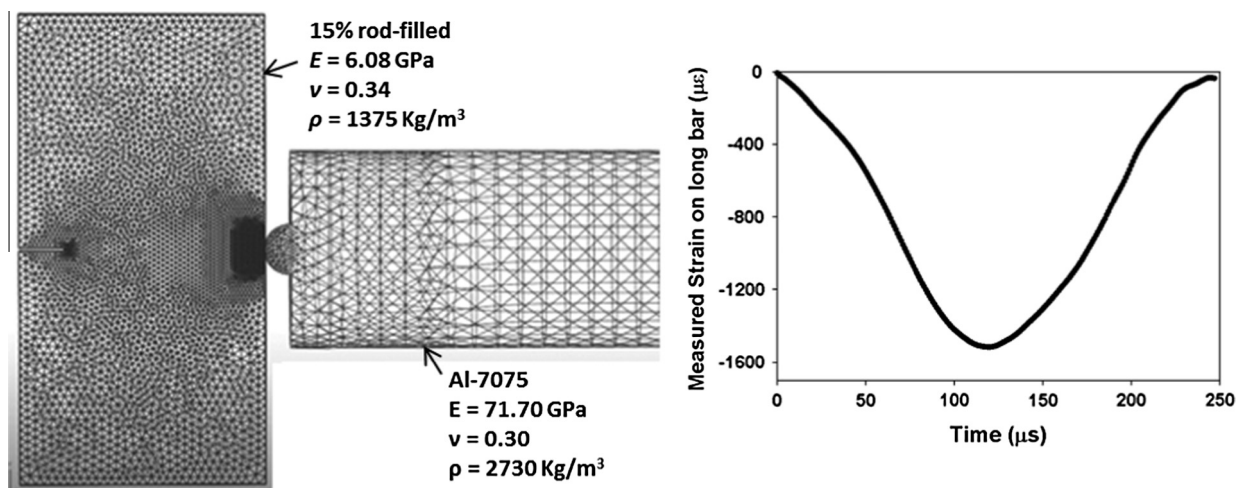 15% rod-filled
E = 6.08 GPa
ν = 0.34
ρ = 1375 Kg/m³
Al-7075
E = 71.70 GPa
ν = 0.30
ρ = 2730 Kg/m³
Measured Strain on long bar (με)
0
-400
-800
-1200
-1600
0 50 100 150 200 250
Time (μs)